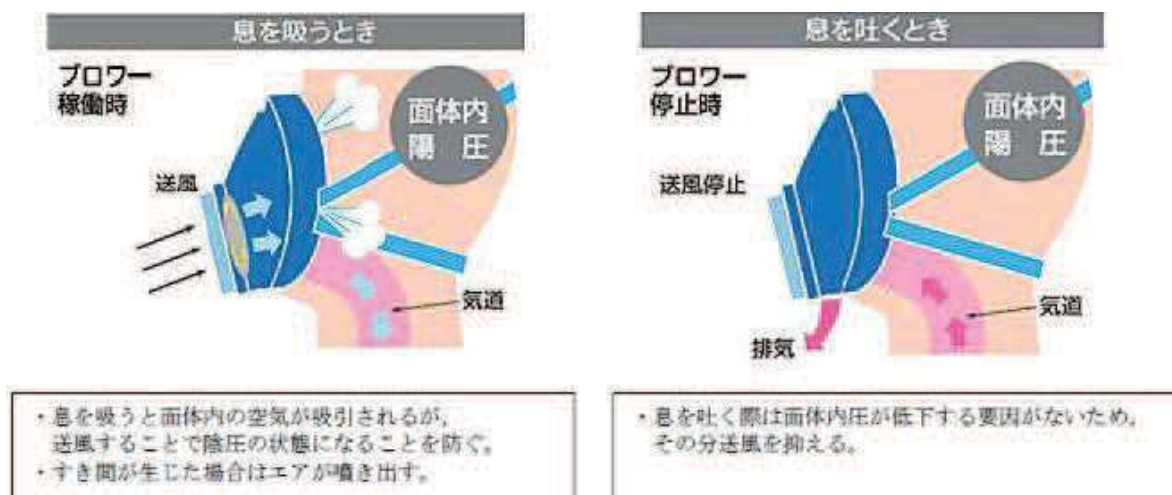 息を吸うとき
ブロワー
稼働時
面体内
陽　圧
送風
気道
・息を吸うと面体内の空気が吸引されるが、
送風することで陰圧の状態になることを防ぐ。
・すき間が生じた場合はエアが噴き出す。
息を吐くとき
ブロワー
停止時
面体内
陽　圧
送風停止
気道
排気
・息を吐く際は面体内圧が低下する要因がないため、
その分送風を抑える。